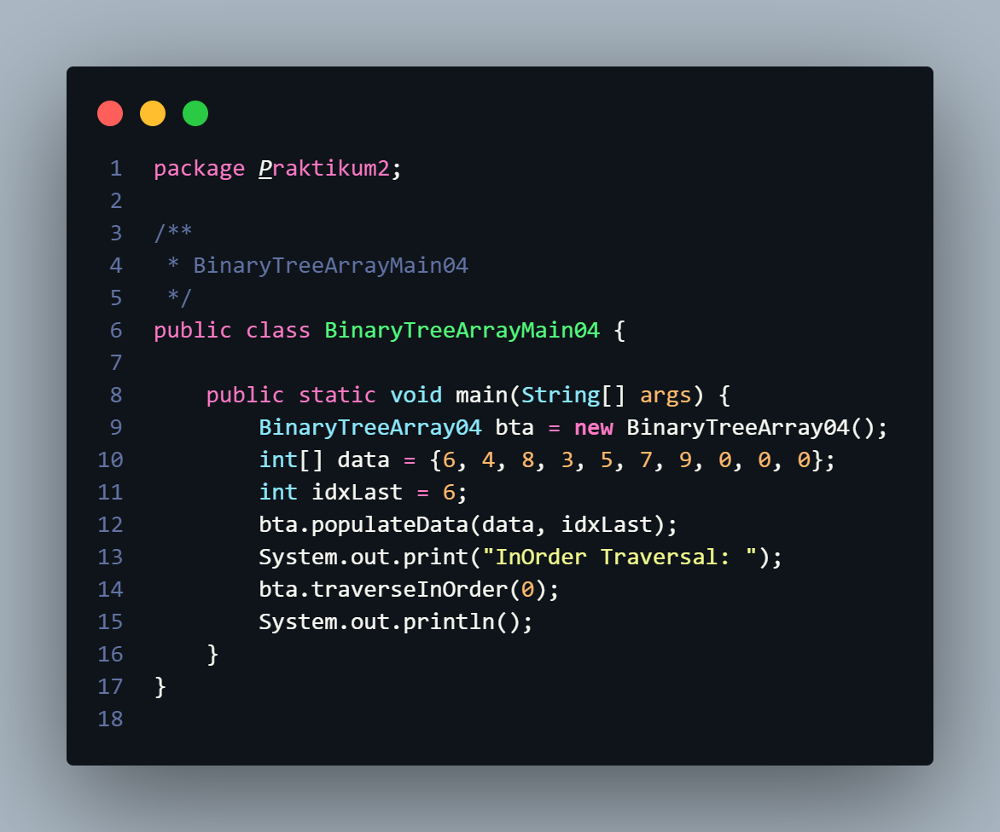 1 package Praktikum2;
2
3 /**
4  * BinaryTreeArrayMain04
5  */
6 public class BinaryTreeArrayMain04 {
7
8     public static void main(String[] args) {
9         BinaryTreeArray04 bta = new BinaryTreeArray04();
10         int[] data = {6, 4, 8, 3, 5, 7, 9, 0, 0, 0};
11         int idxLast = 6;
12         bta.populateData(data, idxLast);
13         System.out.print("InOrder Traversal: ");
14         bta.traverseInOrder(0);
15         System.out.println();
16     }
17 }
18